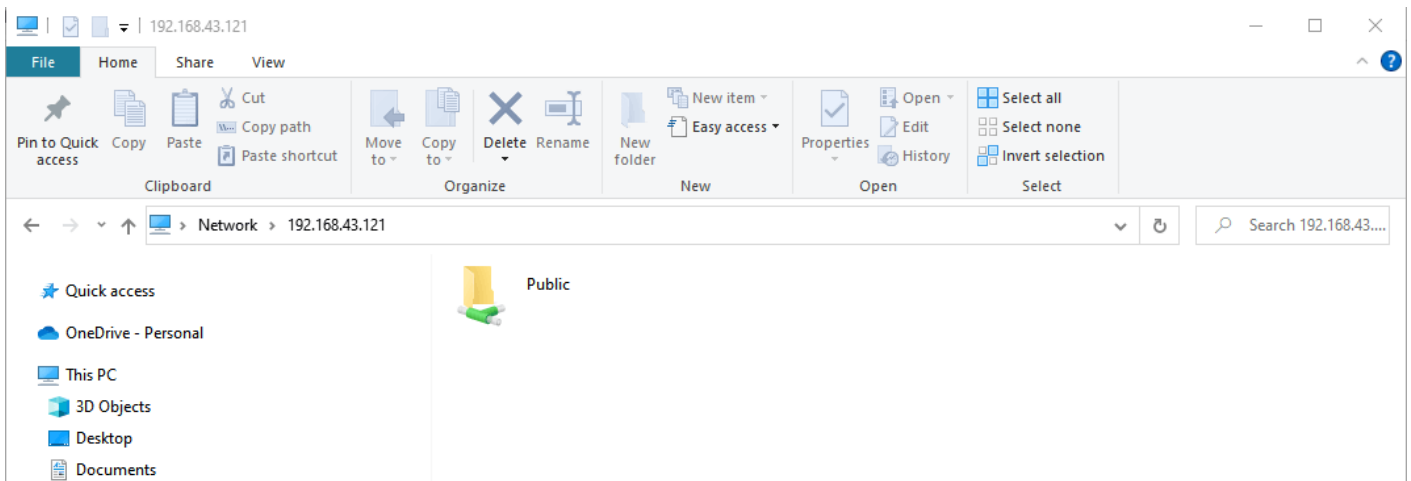 192.168.43.121
File Home Share View
Pin to Quick access
Copy
Paste
Cut
Copy path
Paste shortcut
Clipboard
Move to
Copy to
Delete
Rename
Organize
New folder
New item
Easy access
New
Properties
Open
Edit
History
Open
Select all
Select none
Invert selection
Select
Network 192.168.43.121
Search 192.168.43....
Quick access
OneDrive - Personal
This PC
3D Objects
Desktop
Documents
Public